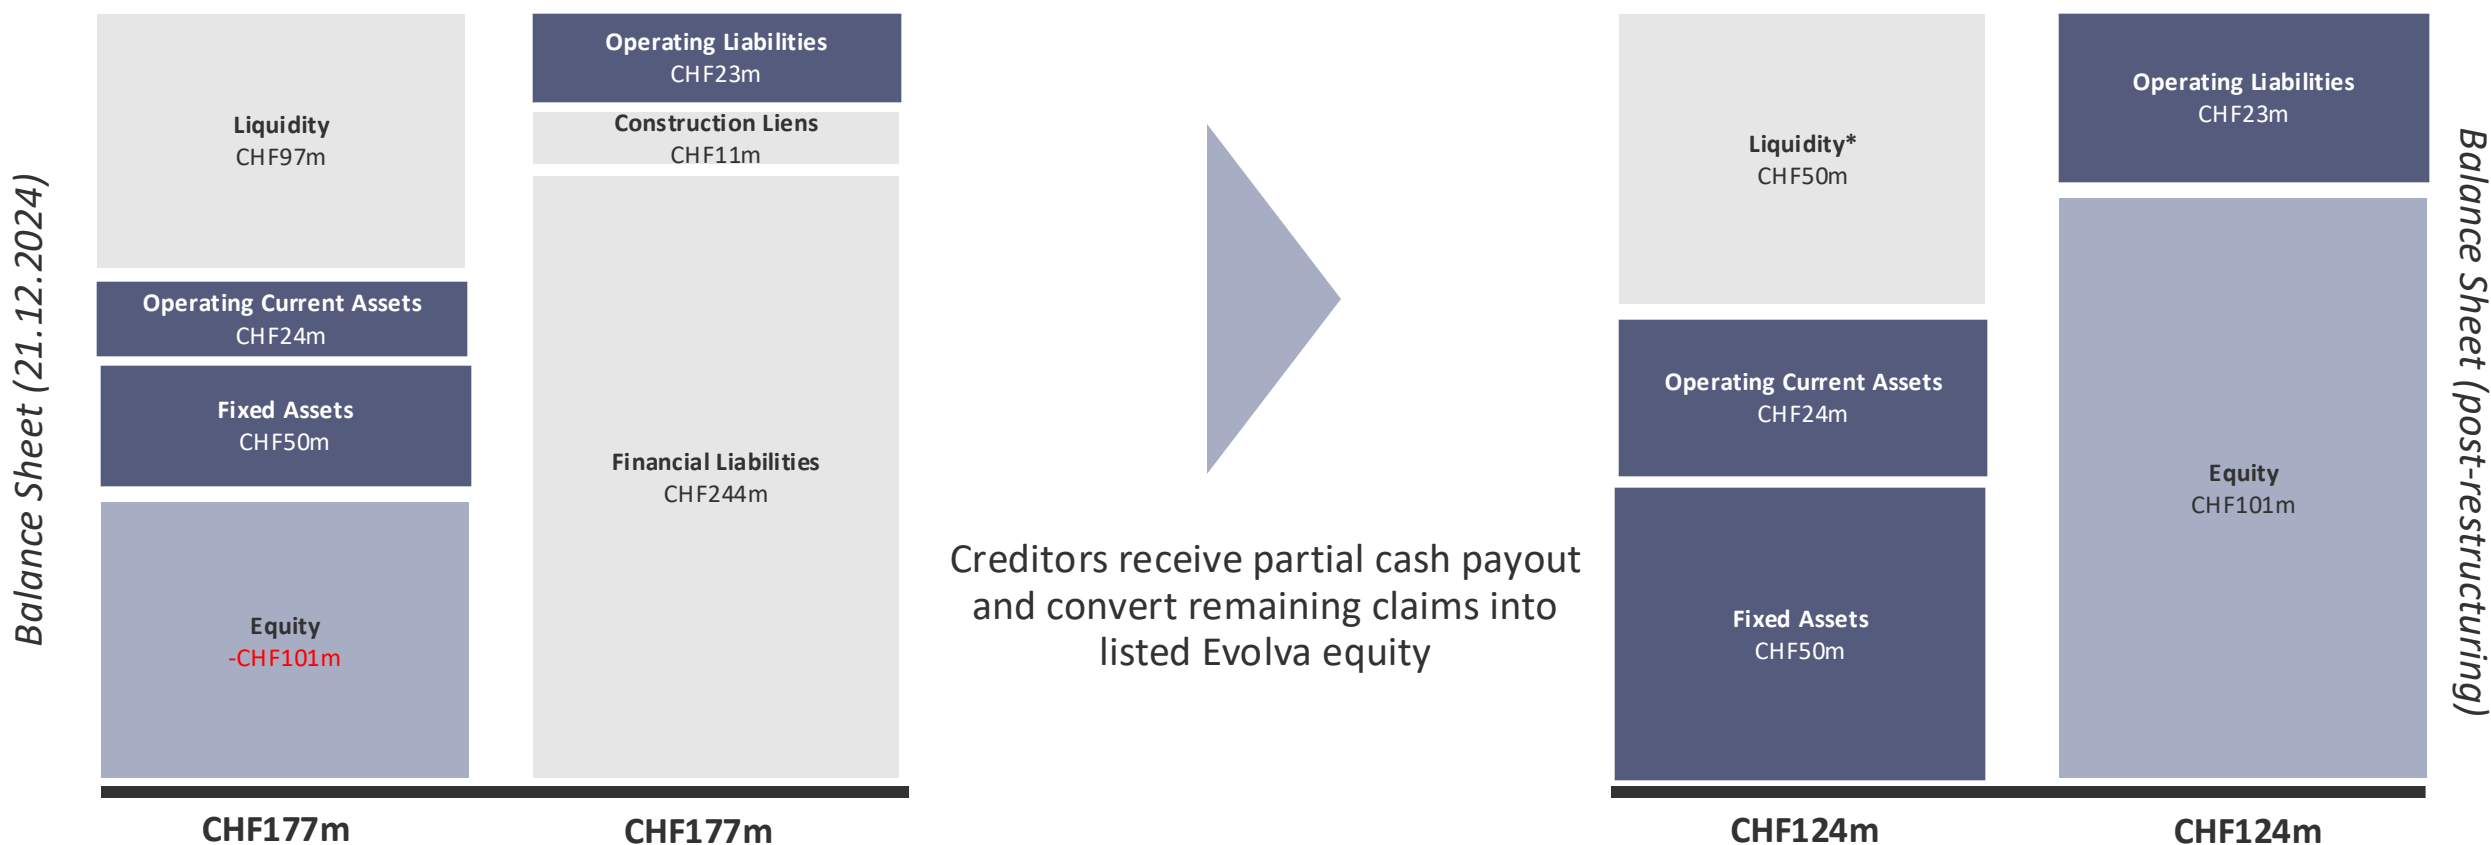 Balance Sheet (21.12.2024)
Liquidity
CHF97m
Operating Current Assets
CHF24m
Fixed Assets
CHF50m
Equity
-CHF101m
CHF177m
Operating Liabilities
CHF23m
Construction Liens
CHF11m
Financial Liabilities
CHF244m
CHF177m
Creditors receive partial cash payout
and convert remaining claims into
listed Evolva equity
Liquidity*
CHF50m
Operating Current Assets
CHF24m
Fixed Assets
CHF50m
CHF124m
Operating Liabilities
CHF23m
Equity
CHF101m
CHF124m
Balance Sheet (post-restructuring)